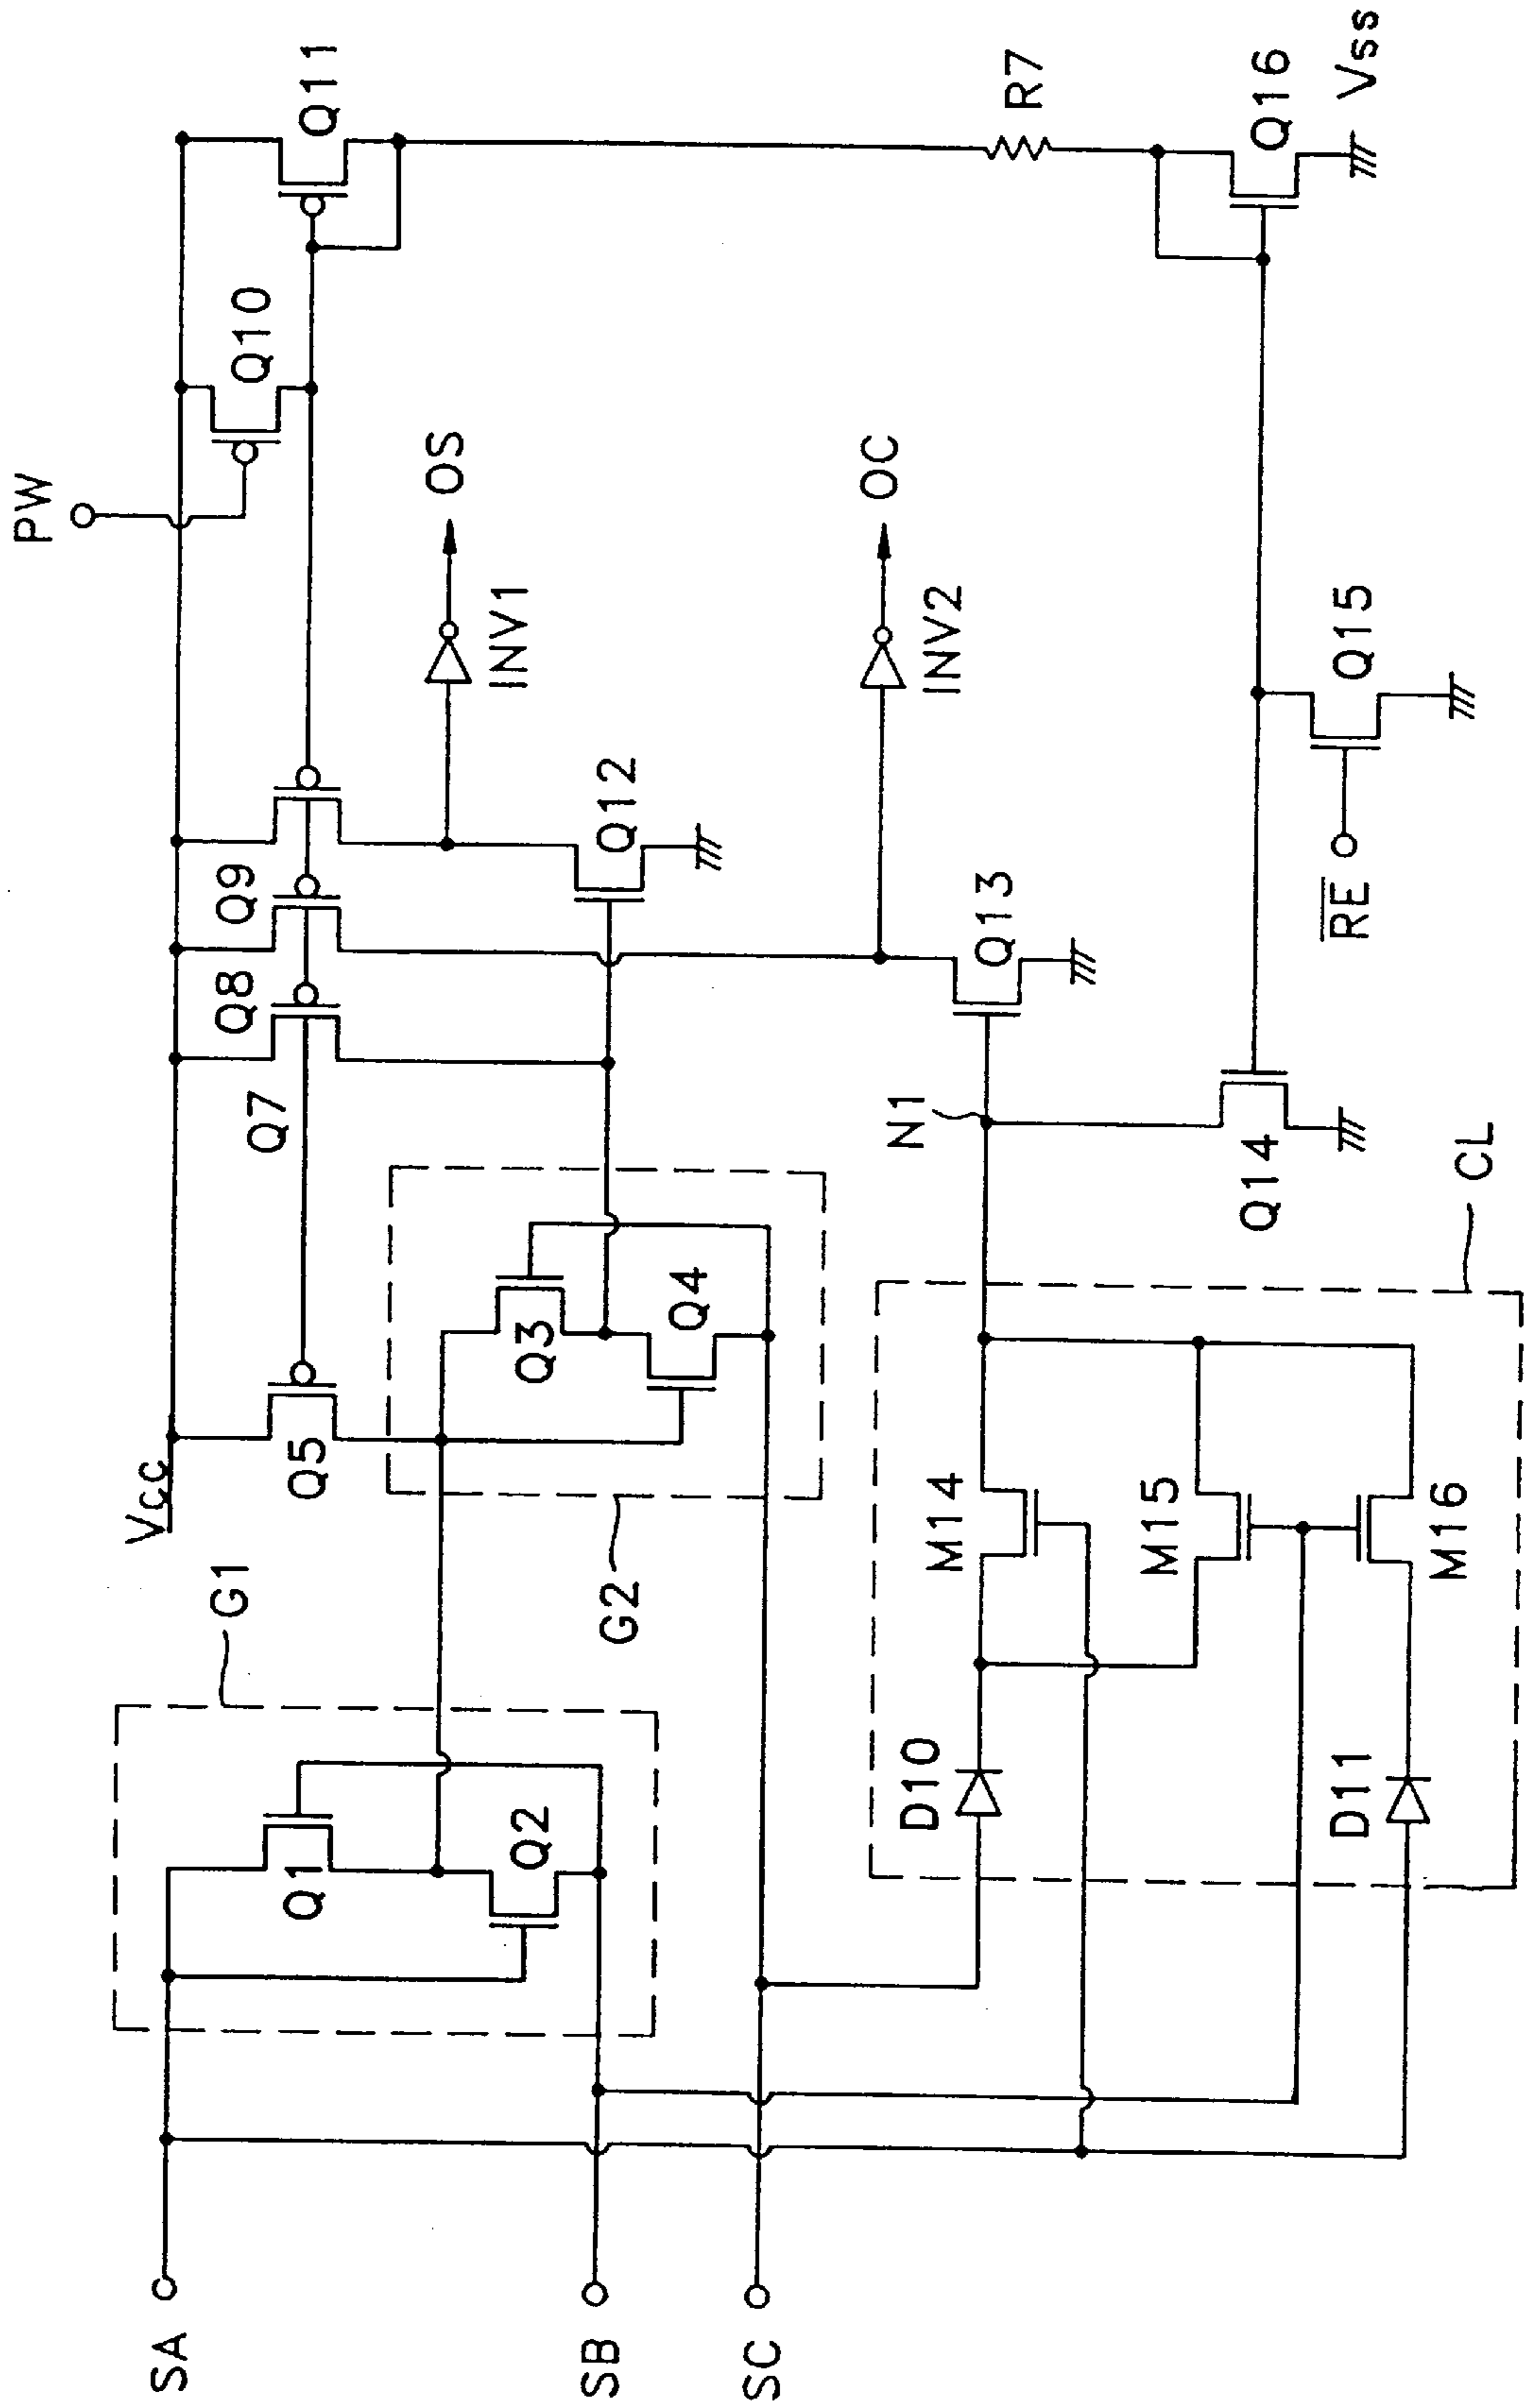 PW
Vcc
Q5
Q7
Q8
Q9
Q10
Q11
G1
Q1
Q2
G2
Q3
Q4
Q12
INV1
OS
INV2
OC
R7
N1
Q13
Q14
RE
Q15
Q16
Vss
CL
D10
M14
M15
D11
M16
SA
SB
SC